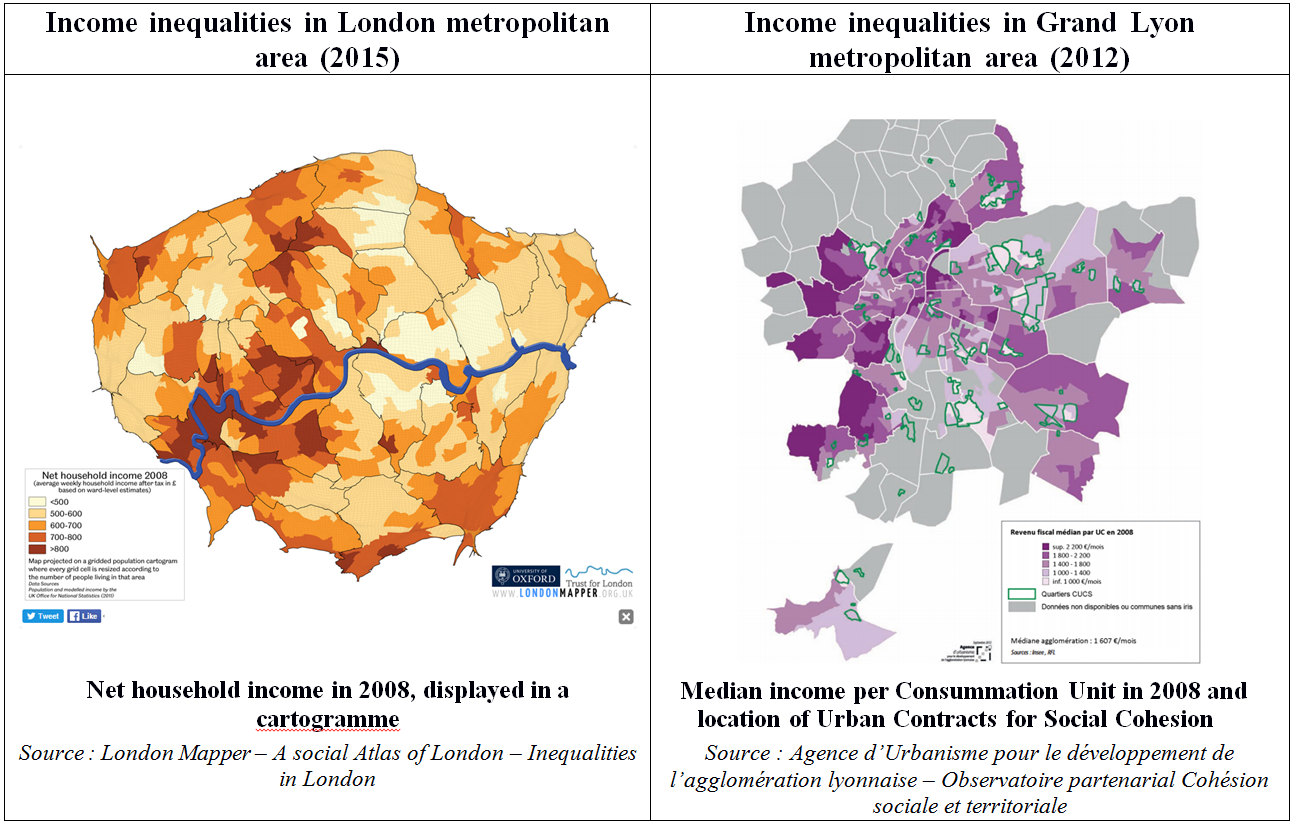 Income inequalities in London metropolitan
area (2015)
Income inequalities in Grand Lyon
metropolitan area (2012)
Net household income 2008
(average weekly household income after tax in £
based on ward-level estimates)
<500
500-600
600-700
700-800
>800
Map projected on a gridded population cartogram
where every grid cell is resized according to
the number of people living in that area
Data Sources
Population and modelled income by the
UK Office for National Statistics (2011)
Tweet
Like
UNIVERSITY OF
OXFORD
Trust for London
WWW.LONDONMAPPER.ORG.UK
Net household income in 2008, displayed in a
cartogramme
Source : London Mapper – A social Atlas of London – Inequalities
in London
Revenu fiscal médian par UC en 2008
sup. 2 200 €/mois
1 800 - 2 200
1 400 - 1 800
1 000 - 1 400
inf. 1 000 €/mois
Quartiers CUCS
Données non disponibles ou communes sans iris
Médiane agglomération : 1 607 €/mois
Sources : Insee, RFL
Agence
d'urbanisme
Median income per Consummation Unit in 2008 and
location of Urban Contracts for Social Cohesion
Source : Agence d'Urbanisme pour le développement de
l'agglomération lyonnaise – Observatoire partenarial Cohésion
sociale et territoriale